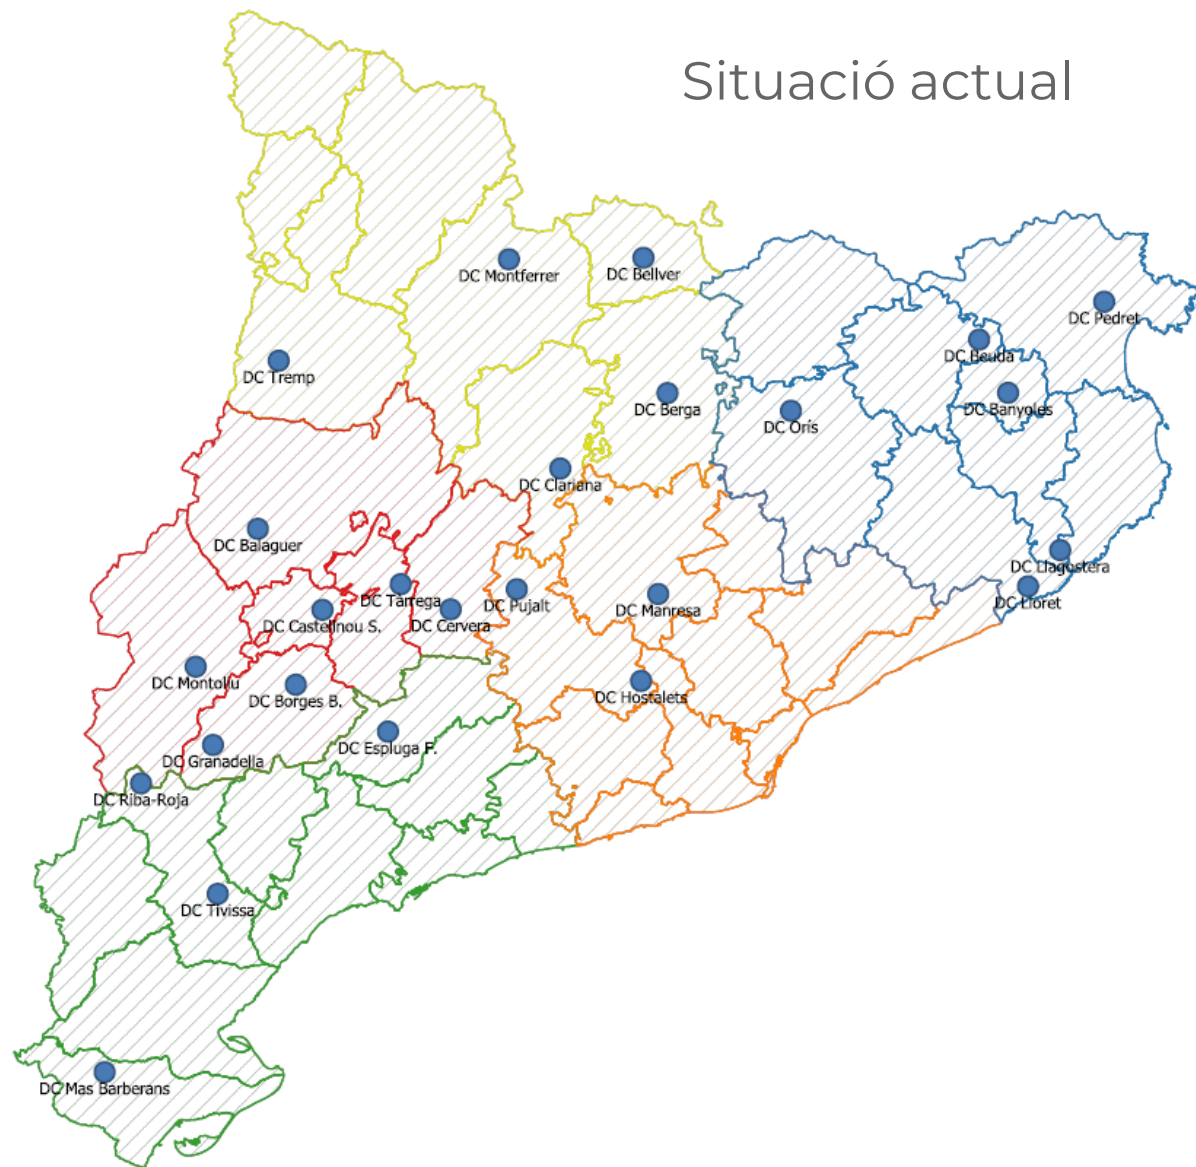 Situació actual
DC Montferrer
DC Bellver
DC Pedret
DC Beuda
DC Tremp
DC Berga
DC Banyoles
DC Orís
DC Clariana
DC Balaguer
DC Llagostera
DC Tàrrega
DC Pujalt
DC Manresa
DC Lloret
DC Castellnou S.
DC Cervera
DC Montoliu
DC Borges B.
DC Hostalets
DC Espluga F.
DC Granadella
DC Riba-Roja
DC Tivissa
DC Mas Barberans